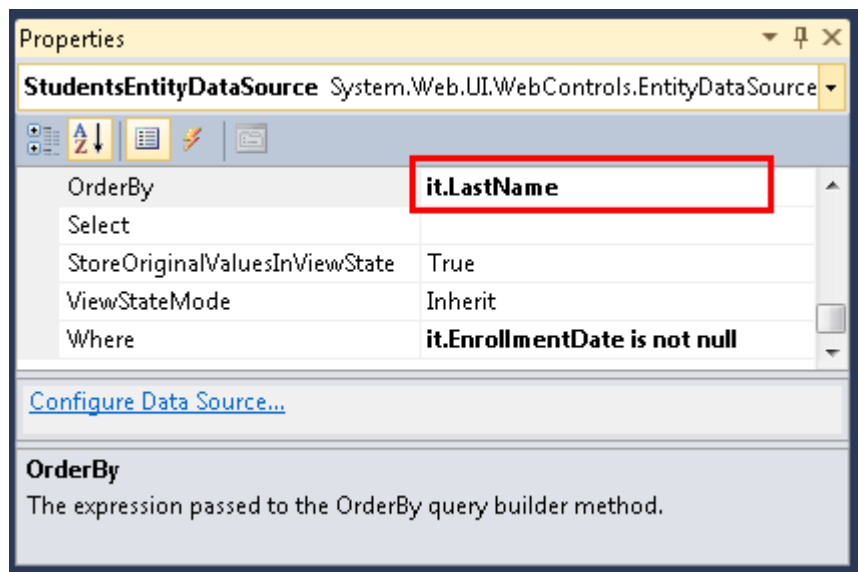 Properties
StudentsEntityDataSource System.Web.UI.WebControls.EntityDataSource
A
Z
OrderBy it.LastName
Select
StoreOriginalValuesInViewState True
ViewStateMode Inherit
Where it.EnrollmentDate is not null
Configure Data Source...
OrderBy
The expression passed to the OrderBy query builder method.